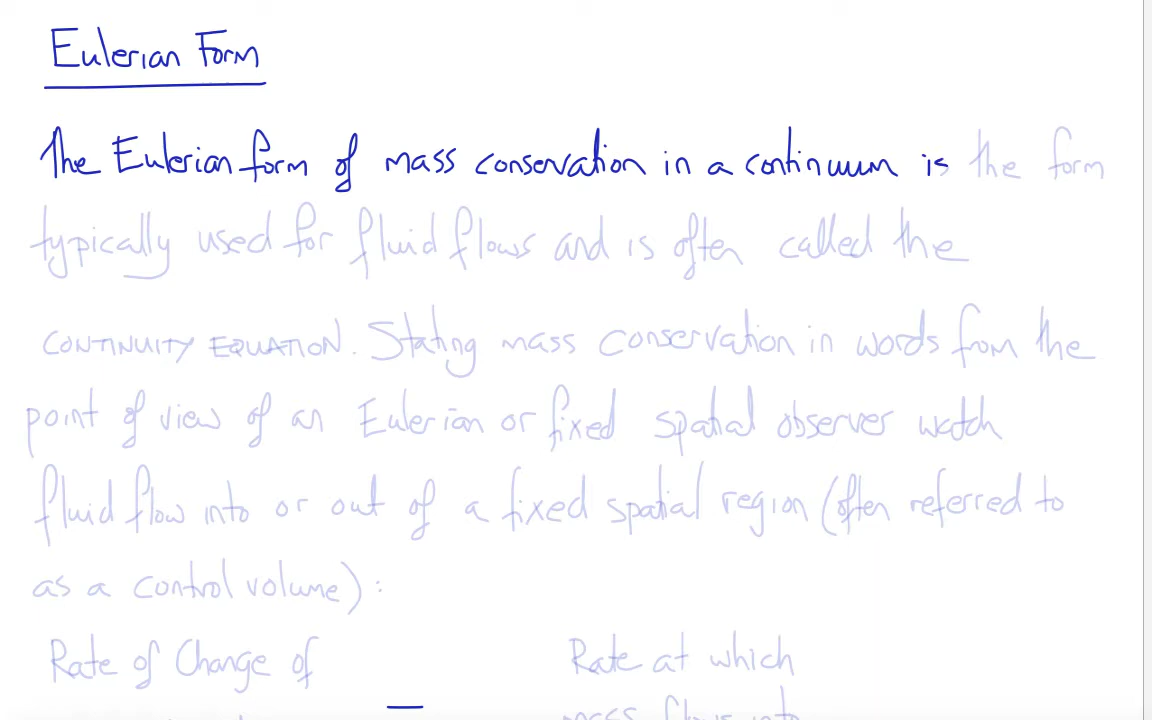 Eulerian Form
The Eulerian form of mass conservation in a continuum is the form
typically used for fluid flows and is often called the
CONTINUITY EQUATION. Stating mass conservation in words from the
point of view of an Eulerian or fixed spatial observer watch
fluid flow into or out of a fixed spatial region (often referred to
as a control volume):
Rate of Change of Rate at which
mass flows into